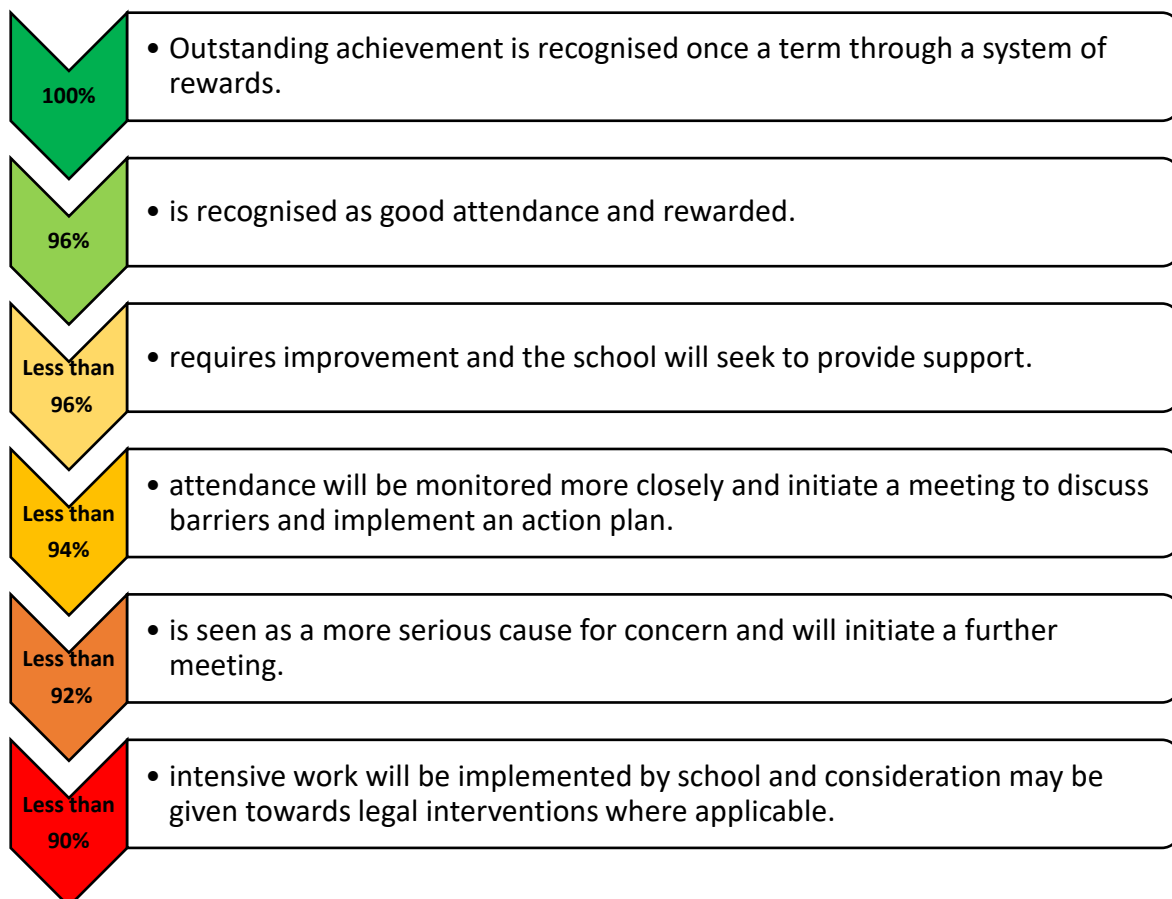 100%
• Outstanding achievement is recognised once a term through a system of
rewards.
96%
• is recognised as good attendance and rewarded.
Less than
96%
• requires improvement and the school will seek to provide support.
Less than
94%
• attendance will be monitored more closely and initiate a meeting to discuss
barriers and implement an action plan.
Less than
92%
• is seen as a more serious cause for concern and will initiate a further
meeting.
Less than
90%
• intensive work will be implemented by school and consideration may be
given towards legal interventions where applicable.